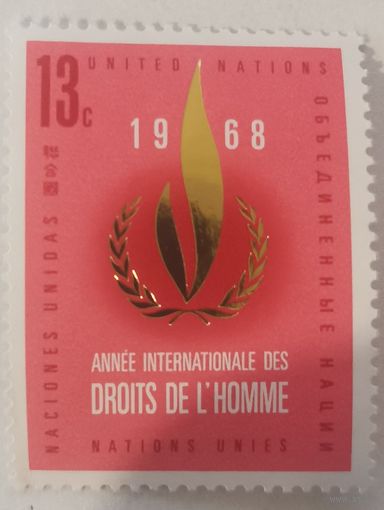 13c
UNITED NATIONS
1968
ОБЪЕДИНЕННЫЕ НАЦИИ
NACIONES UNIDAS
ANNÉE INTERNATIONALE DES
DROITS DE L'HOMME
NATIONS UNIES